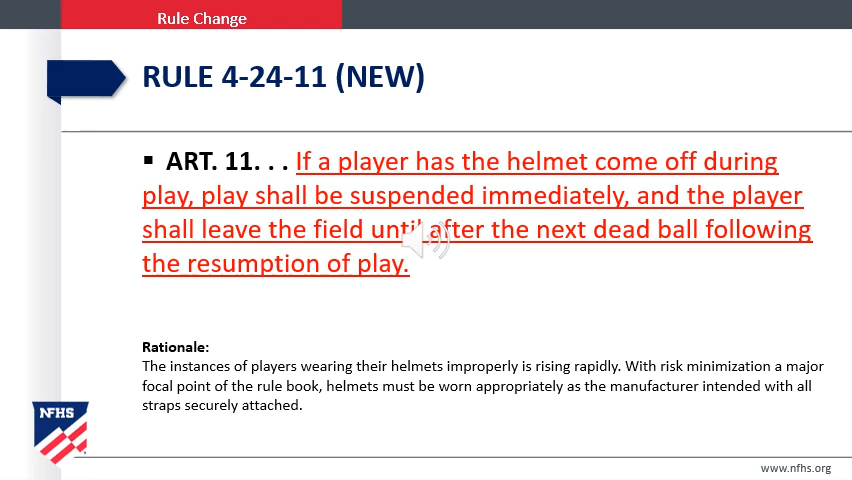 Rule Change
RULE 4-24-11 (NEW)
▪ ART. 11. . . If a player has the helmet come off during
play, play shall be suspended immediately, and the player
shall leave the field until after the next dead ball following
the resumption of play.
Rationale:
The instances of players wearing their helmets improperly is rising rapidly. With risk minimization a major
focal point of the rule book, helmets must be worn appropriately as the manufacturer intended with all
straps securely attached.
NFHS
www.nfhs.org